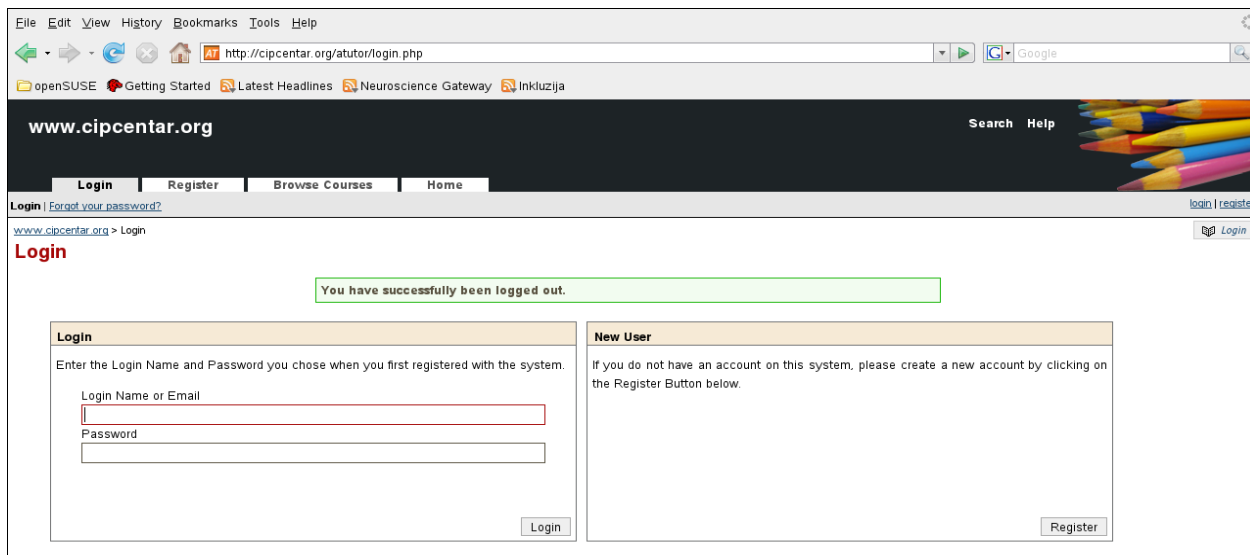 File Edit View History Bookmarks Tools Help
http://cipcentar.org/atutor/login.php Google
openSUSE Getting Started Latest Headlines Neuroscience Gateway Inkluzija
www.cipcentar.org
Search Help
Login Register Browse Courses Home
Login | Forgot your password?
login | registe
www.cipcentar.org > Login
Login
Login
You have successfully been logged out.
Login
Enter the Login Name and Password you chose when you first registered with the system.
Login Name or Email
Password
Login
New User
If you do not have an account on this system, please create a new account by clicking on
the Register Button below.
Register